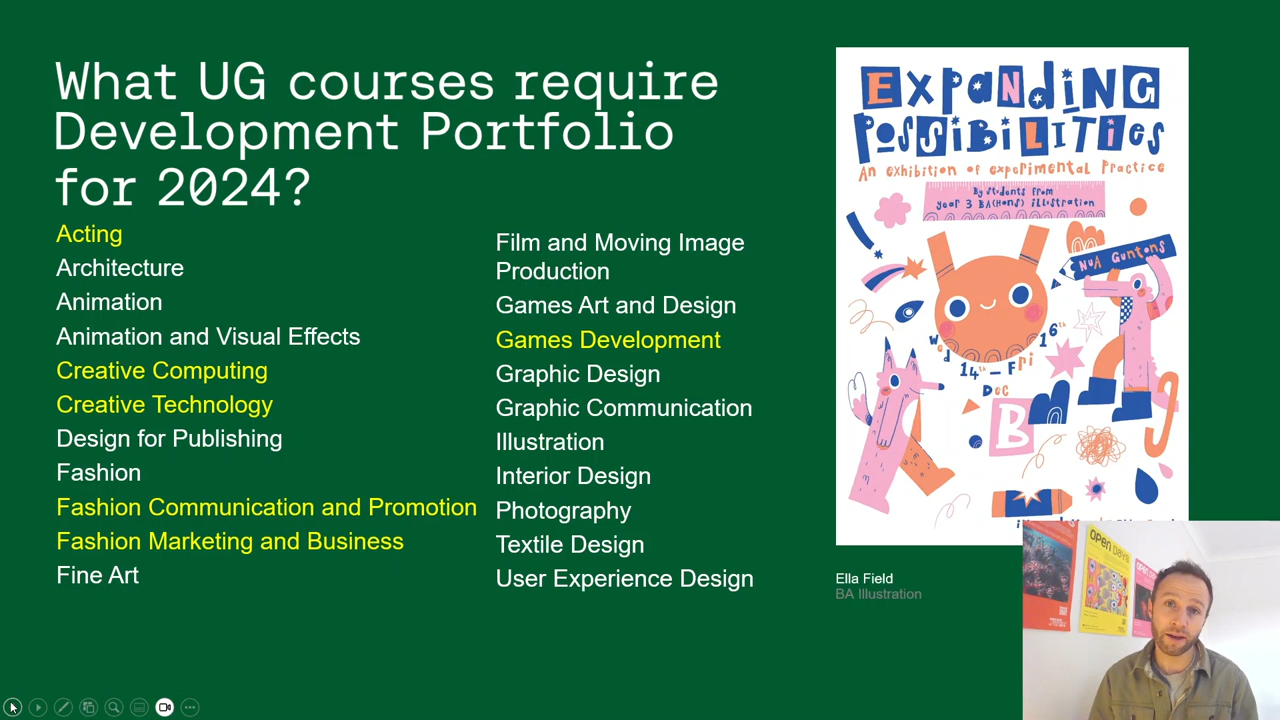 What UG courses require
Development Portfolio
for 2024?
Acting
Architecture
Animation
Animation and Visual Effects
Creative Computing
Creative Technology
Design for Publishing
Fashion
Fashion Communication and Promotion
Fashion Marketing and Business
Fine Art
Film and Moving Image
Production
Games Art and Design
Games Development
Graphic Design
Graphic Communication
Illustration
Interior Design
Photography
Textile Design
User Experience Design
ExpaNdiNG
PoSSiBiLiTies
An exhibition of experimental Practice
By students from
year 3 BA(Hons) illustration
NuA Guntons
Wed 14th – Fri 16th
Dec
B
Ella Field
BA Illustration
OPEN DAYS
OPEN